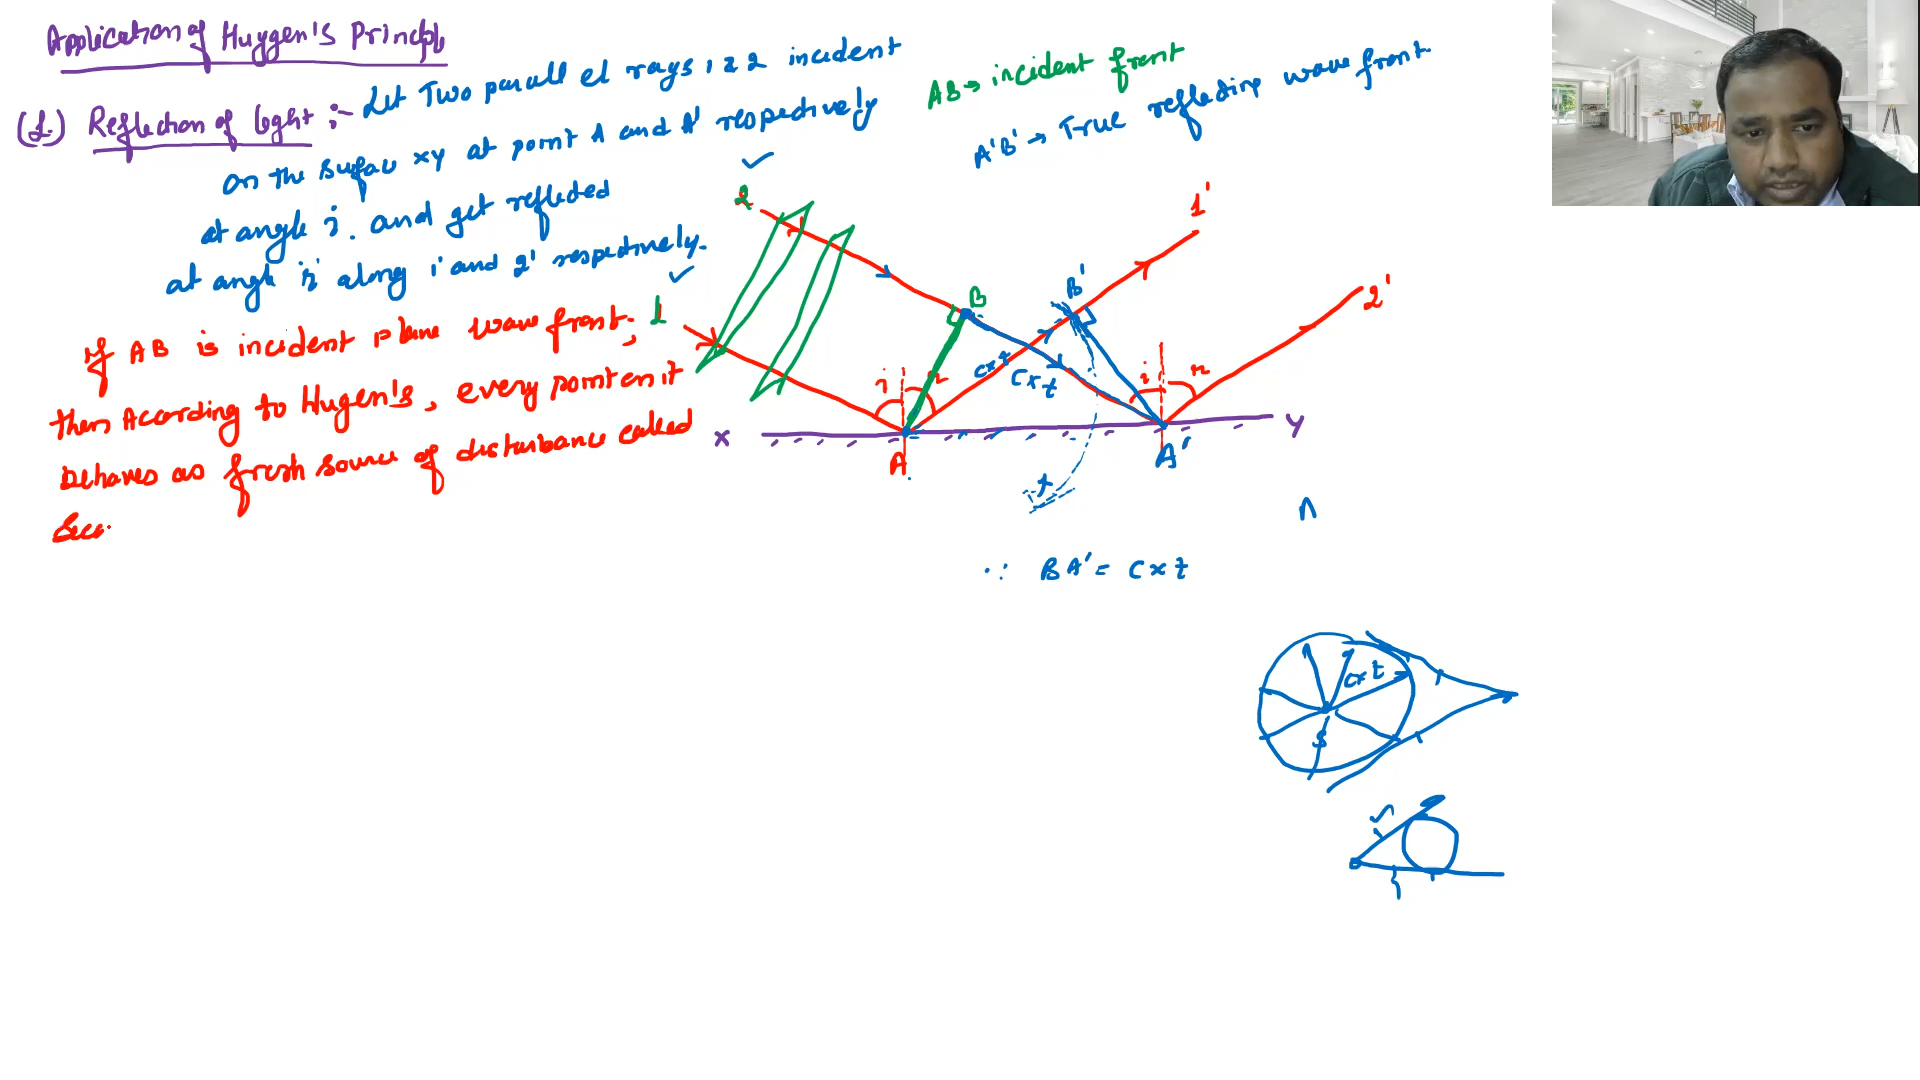 Application of Huygen's Principle
(1.) Reflection of light :- Let Two parallel rays 1 & 2 incident
on the surface xy at point A and A' respectively
at angle i. and get reflected
at angle r along 1' and 2' respectively.
If AB is incident plane wave front,
then According to Hugen's, every point on it
behaves as fresh source of disturbance called
Seco
AB → incident front
A'B' → True reflecting wave front
2
1
1'
2'
B
B'
i
r
c x t
c x t
i
r
X
Y
A
A'
∵ BA' = c x t
c x t
S